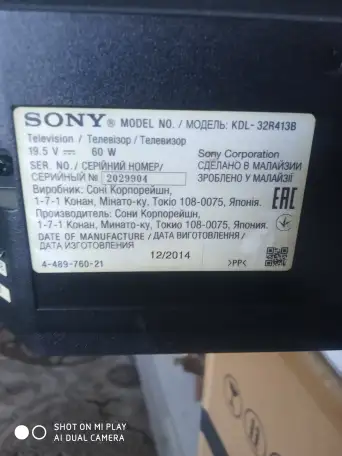 SONY® MODEL NO. / МОДЕЛЬ: KDL-32R413B
Television / Телевізор / Телевизор
19.5 V ⎓ 60 W Sony Corporation
SER. NO. / СЕРІЙНИЙ НОМЕР/ СДЕЛАНО В МАЛАЙЗИИ
СЕРИЙНЫЙ № 2029904 ЗРОБЛЕНО У МАЛАЙЗІЇ
Виробник: Соні Корпорейшн,
1-7-1 Конан, Мінато-ку, Токіо 108-0075, Японія.
Производитель: Сони Корпорейшн,
1-7-1 Конан, Минато-ку, Токио 108-0075, Япония.
EAC
DATE OF MANUFACTURE / ДАТА ВИГОТОВЛЕННЯ /
ДАТА ИЗГОТОВЛЕНИЯ
12/2014
4-489-760-21 >PP<
SHOT ON MI PLAY
AI DUAL CAMERA